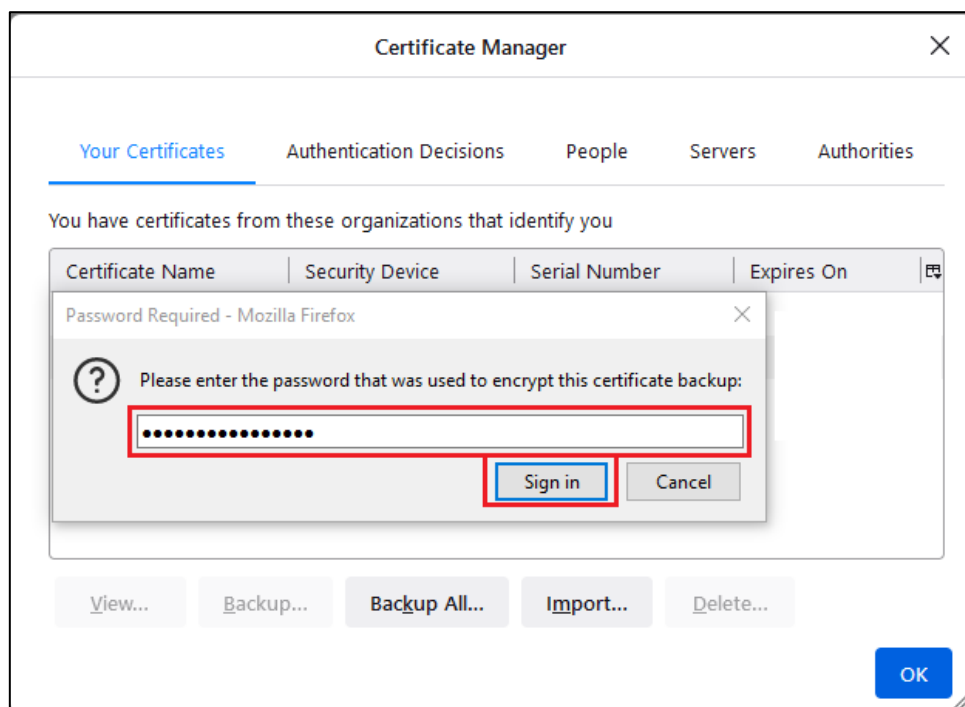 Certificate Manager
Your Certificates Authentication Decisions People Servers Authorities
You have certificates from these organizations that identify you
Certificate Name Security Device Serial Number Expires On
Password Required - Mozilla Firefox
Please enter the password that was used to encrypt this certificate backup:
••••••••••••••••
Sign in Cancel
View... Backup... Backup All... Import... Delete...
OK